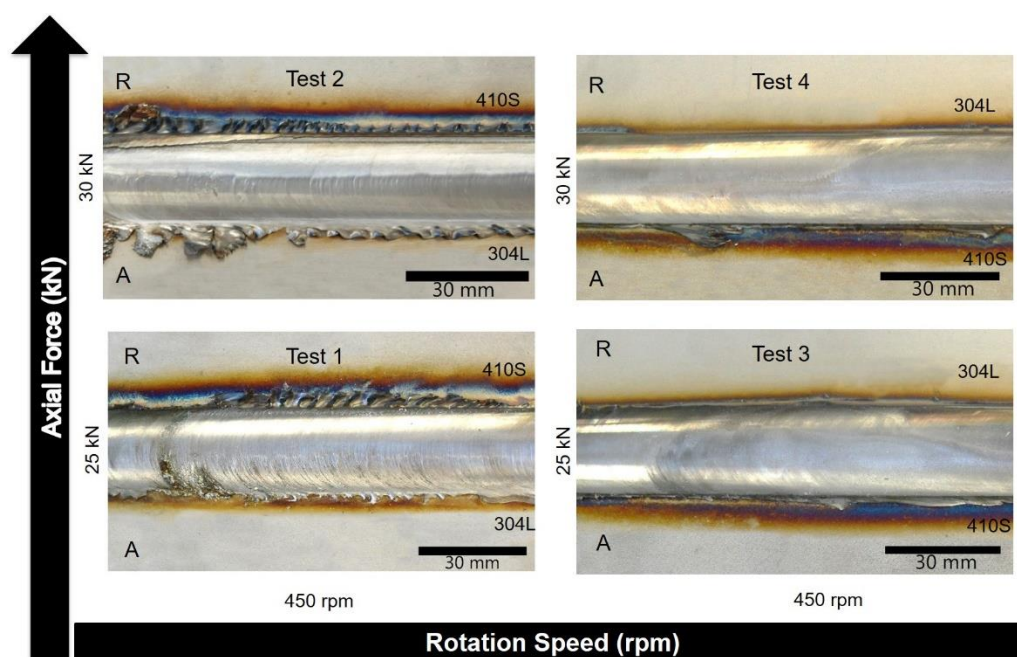 Axial Force (kN)
30 kN
R
Test 2
410S
A
304L
30 mm
30 kN
R
Test 4
304L
A
410S
30 mm
25 kN
R
Test 1
410S
A
304L
30 mm
25 kN
R
Test 3
304L
A
410S
30 mm
450 rpm
450 rpm
Rotation Speed (rpm)